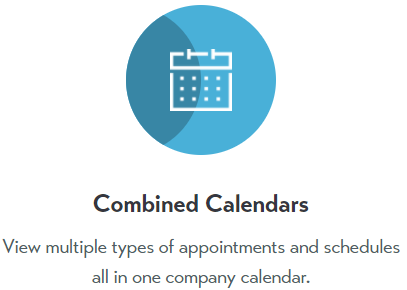 Combined Calendars
View multiple types of appointments and schedules
all in one company calendar.